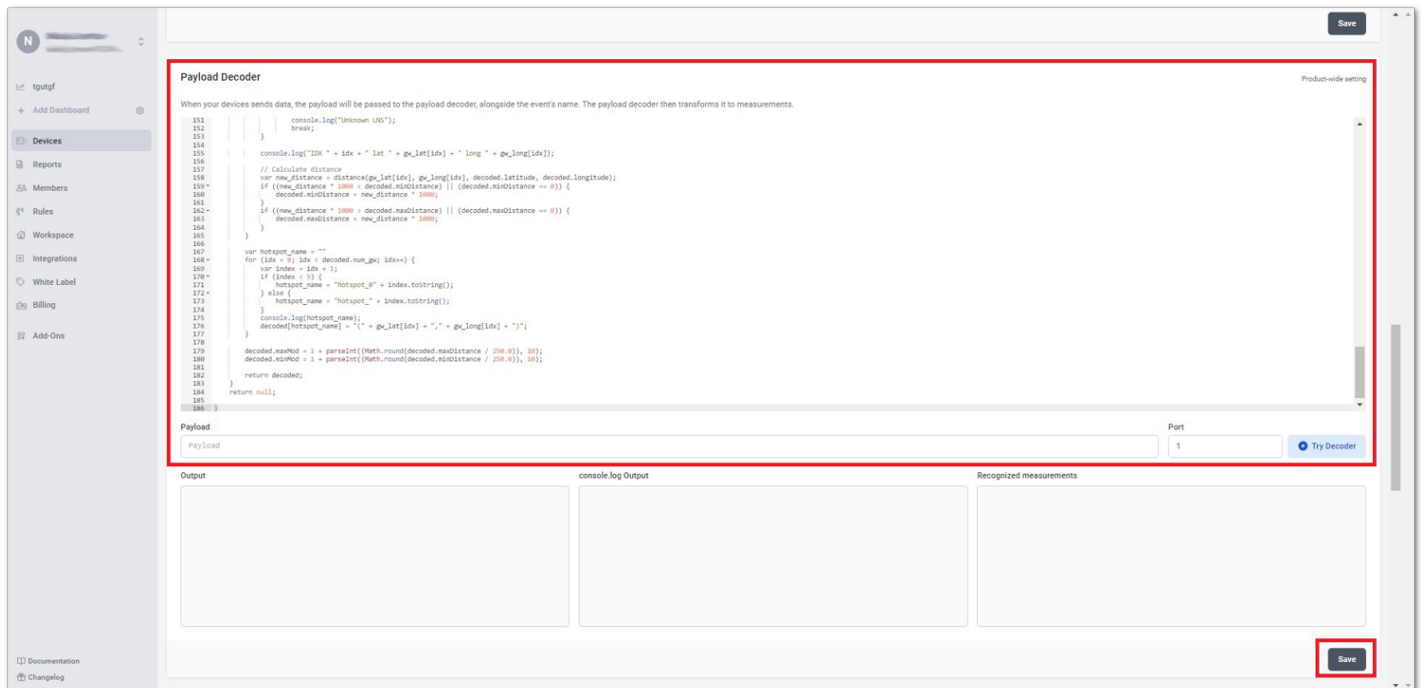 Save
N
tgutgf
+ Add Dashboard
Devices
Reports
Members
Rules
Workspace
Integrations
White Label
Billing
Add-Ons
Documentation
Changelog
Payload Decoder
Product-wide setting
When your devices sends data, the payload will be passed to the payload decoder, alongside the event's name. The payload decoder then transforms it to measurements.
151 console.log("Unknown LNS");
152 break;
153 }
154
155 console.log("IDX " + idx + " lat " + gw_lat[idx] + " long " + gw_long[idx]);
156
157 // Calculate distance
158 var new_distance = distance(gw_lat[idx], gw_long[idx], decoded.latitude, decoded.longitude);
159 if ((new_distance * 1000 < decoded.minDistance) || (decoded.minDistance == 0)) {
160 decoded.minDistance = new_distance * 1000;
161 }
162 if ((new_distance * 1000 > decoded.maxDistance) || (decoded.maxDistance == 0)) {
163 decoded.maxDistance = new_distance * 1000;
164 }
165 }
166
167 var hotspot_name = ""
168 for (idx = 0; idx < decoded.num_gw; idx++) {
169 var index = idx + 1;
170 if (index < 9) {
171 hotspot_name = "hotspot_0" + index.toString();
172 } else {
173 hotspot_name = "hotspot_" + index.toString();
174 }
175 console.log(hotspot_name);
176 decoded[hotspot_name] = "(" + gw_lat[idx] + "," + gw_long[idx] + ")";
177 }
178
179 decoded.maxMod = 1 + parseInt((Math.round(decoded.maxDistance / 250.0)), 10);
180 decoded.minMod = 1 + parseInt((Math.round(decoded.minDistance / 250.0)), 10);
181
182 return decoded;
183 }
184 return null;
185
186 }
Payload
Port
Payload
1
Try Decoder
Output
console.log Output
Recognized measurements
Save